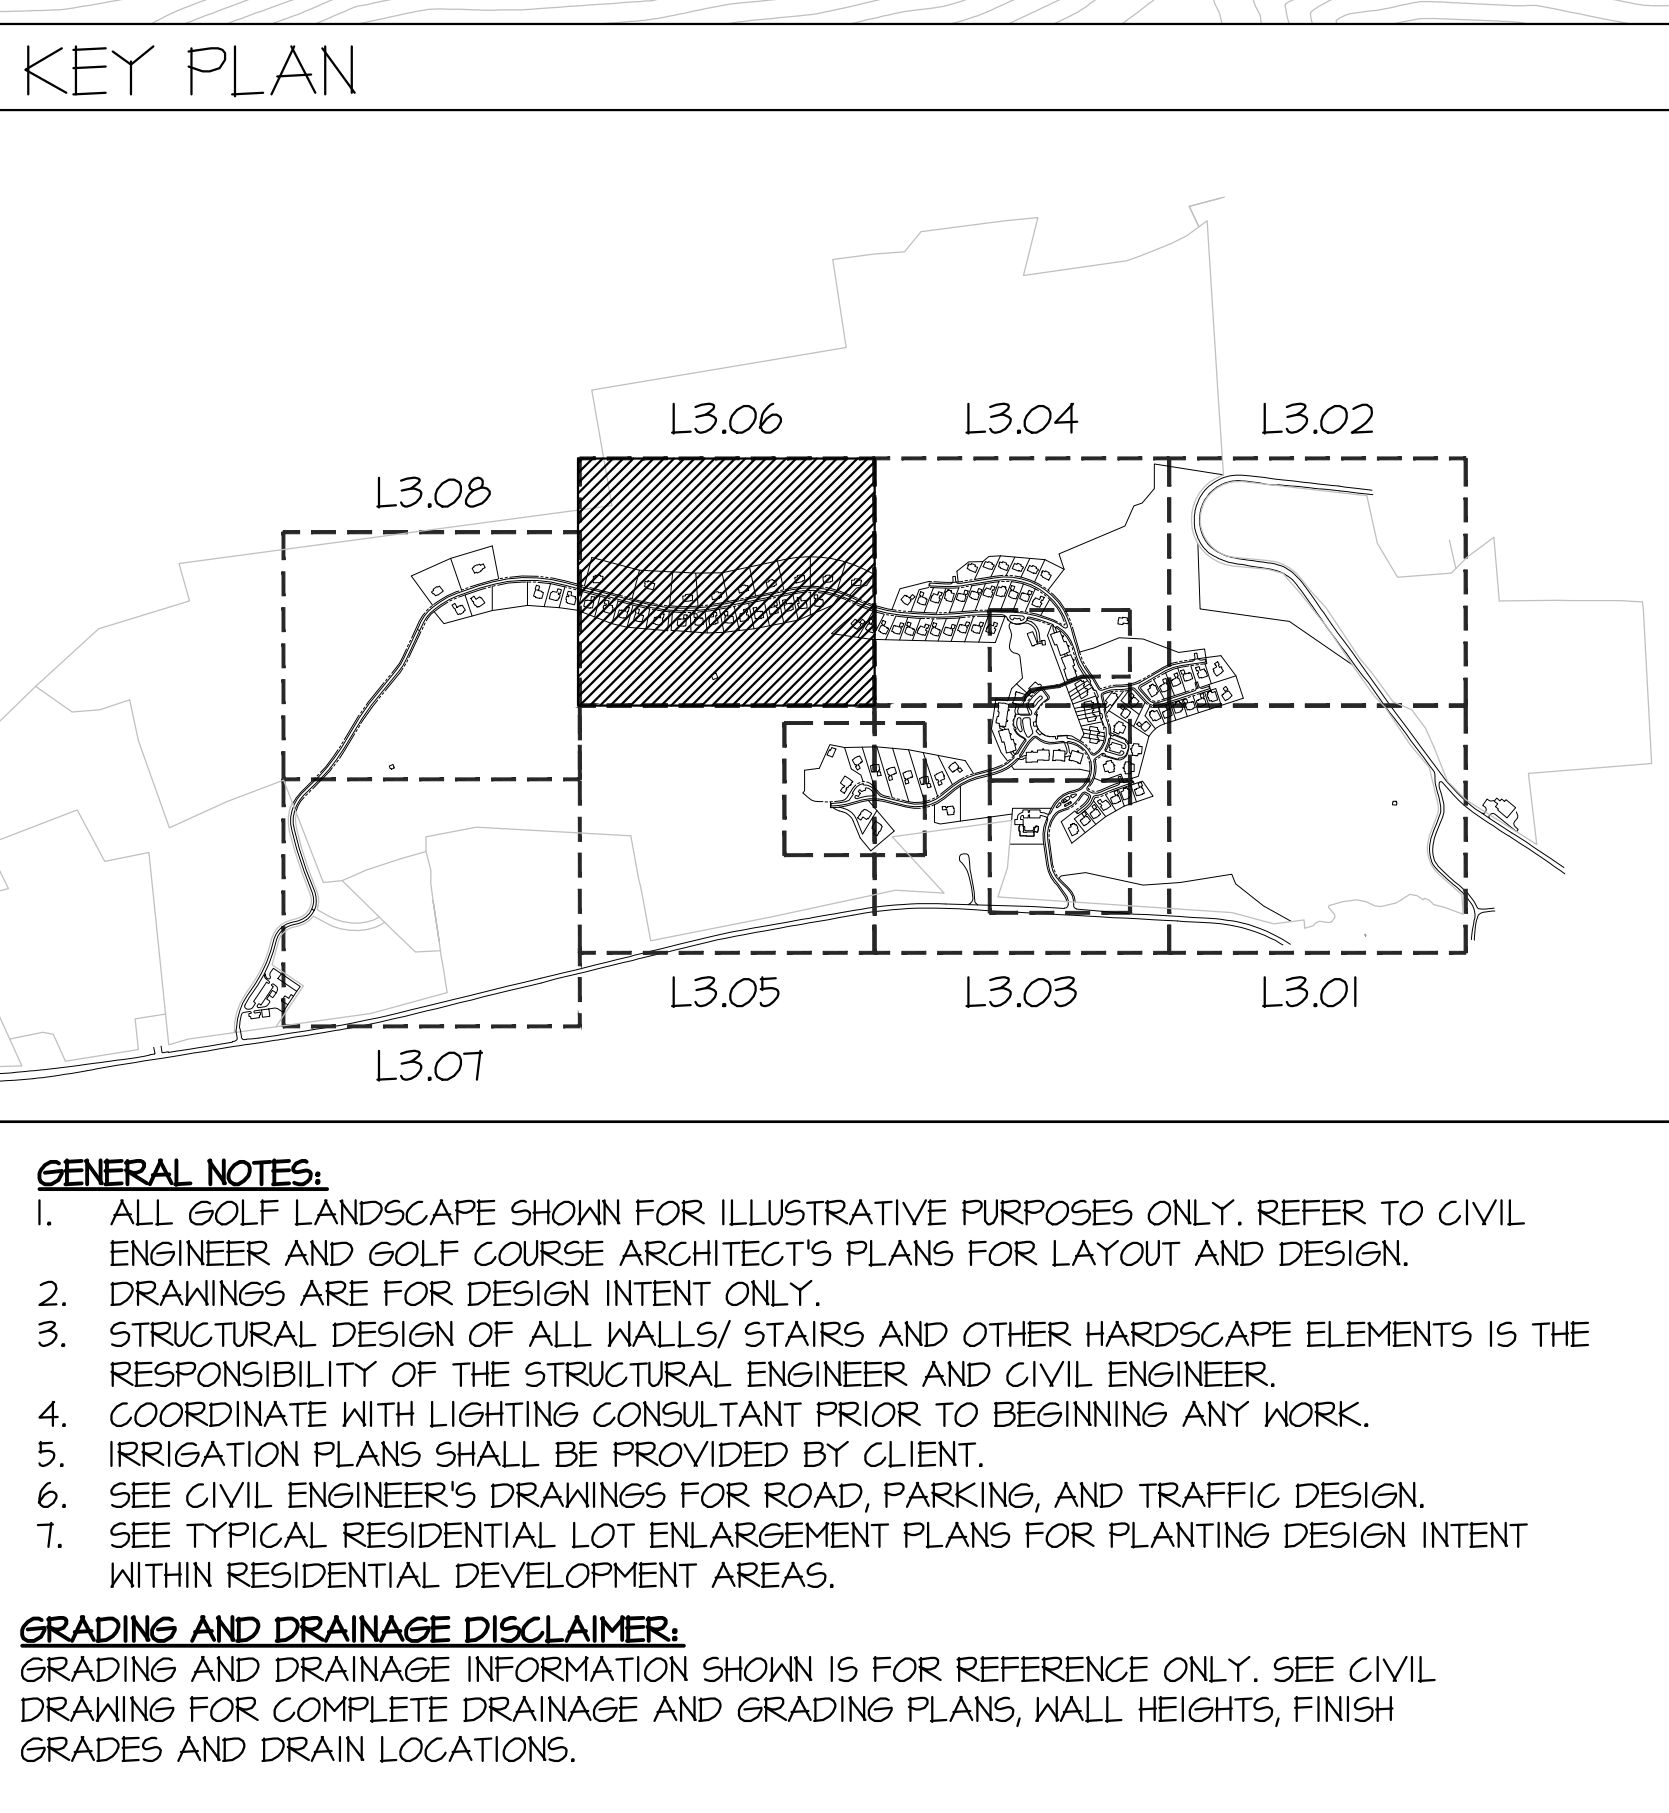 KEY PLAN
L3.06 L3.04 L3.02
L3.08
L3.05 L3.03 L3.01
L3.07
GENERAL NOTES:
1. ALL GOLF LANDSCAPE SHOWN FOR ILLUSTRATIVE PURPOSES ONLY. REFER TO CIVIL
ENGINEER AND GOLF COURSE ARCHITECT'S PLANS FOR LAYOUT AND DESIGN.
2. DRAWINGS ARE FOR DESIGN INTENT ONLY.
3. STRUCTURAL DESIGN OF ALL WALLS/ STAIRS AND OTHER HARDSCAPE ELEMENTS IS THE
RESPONSIBILITY OF THE STRUCTURAL ENGINEER AND CIVIL ENGINEER.
4. COORDINATE WITH LIGHTING CONSULTANT PRIOR TO BEGINNING ANY WORK.
5. IRRIGATION PLANS SHALL BE PROVIDED BY CLIENT.
6. SEE CIVIL ENGINEER'S DRAWINGS FOR ROAD, PARKING, AND TRAFFIC DESIGN.
7. SEE TYPICAL RESIDENTIAL LOT ENLARGEMENT PLANS FOR PLANTING DESIGN INTENT
WITHIN RESIDENTIAL DEVELOPMENT AREAS.
GRADING AND DRAINAGE DISCLAIMER:
GRADING AND DRAINAGE INFORMATION SHOWN IS FOR REFERENCE ONLY. SEE CIVIL
DRAWING FOR COMPLETE DRAINAGE AND GRADING PLANS, WALL HEIGHTS, FINISH
GRADES AND DRAIN LOCATIONS.